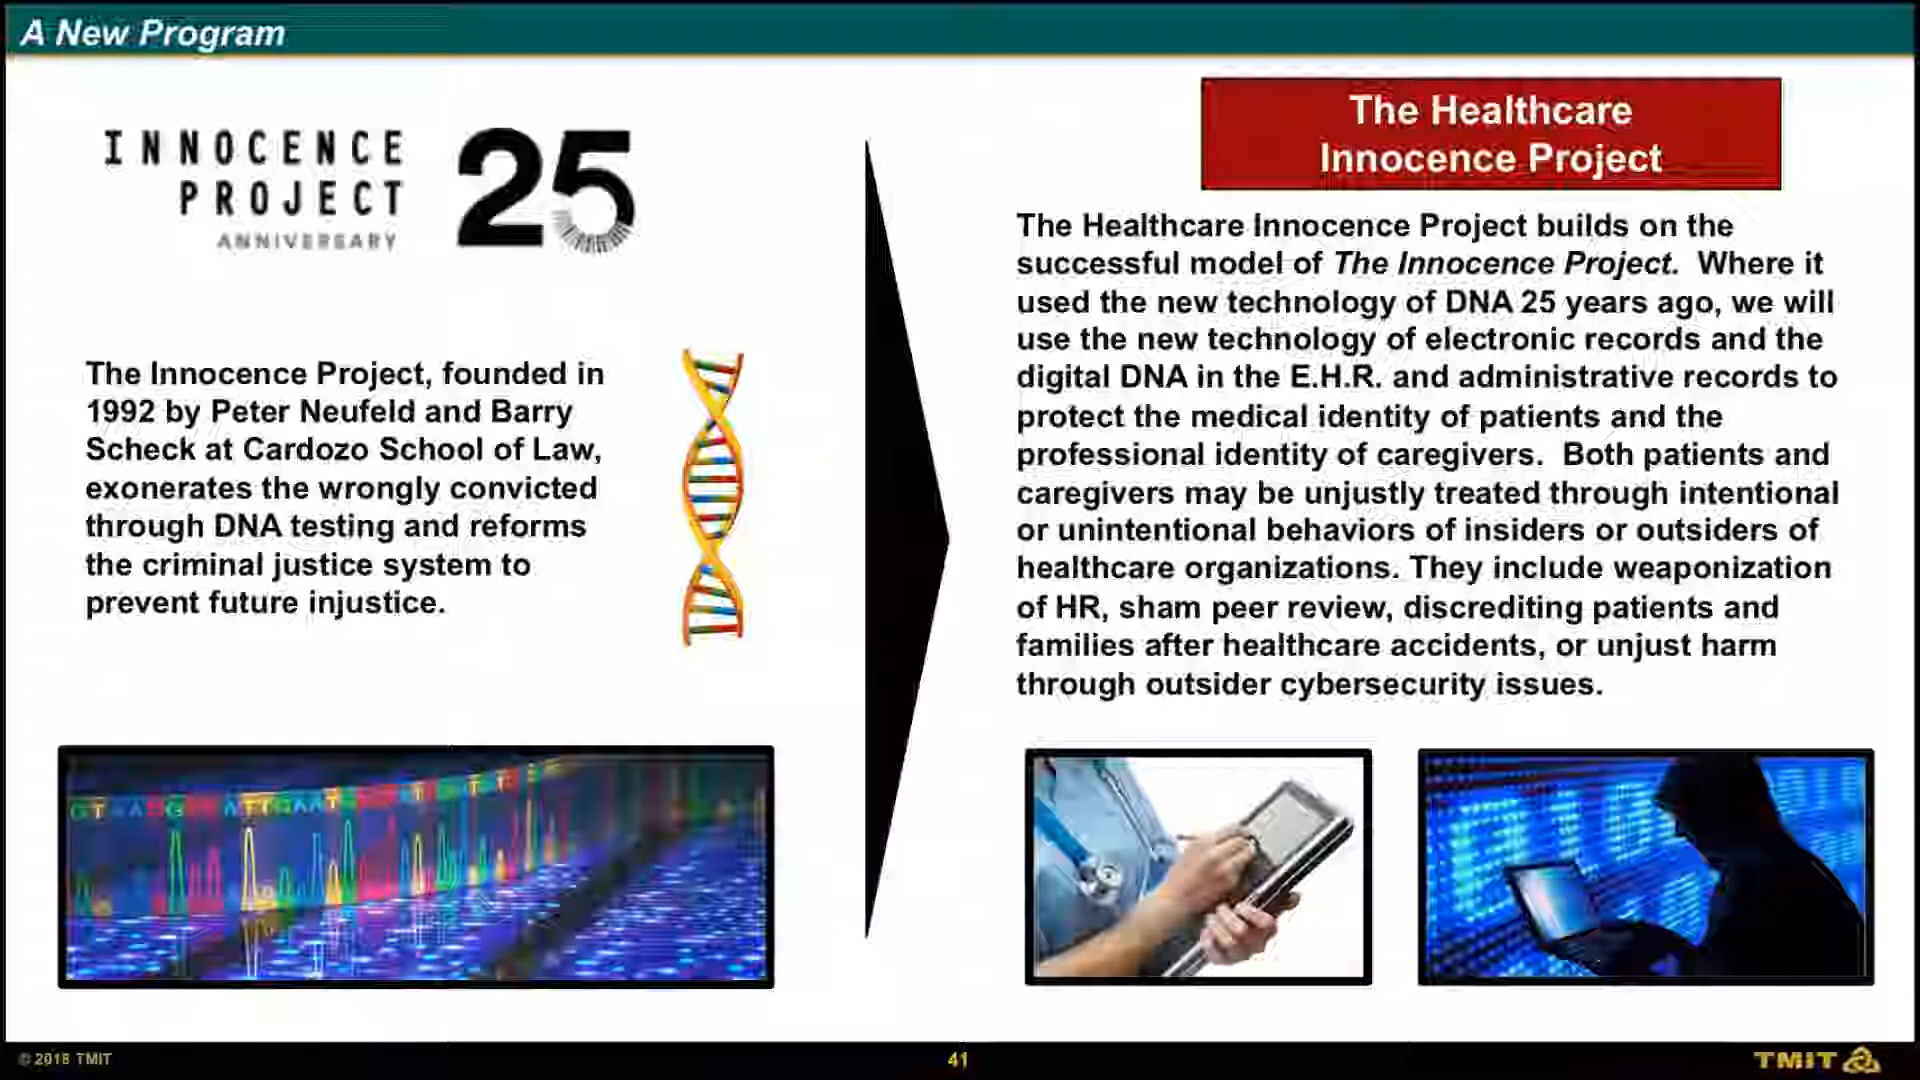 A New Program
INNOCENCE
PROJECT
ANNIVERSARY
25
The Innocence Project, founded in
1992 by Peter Neufeld and Barry
Scheck at Cardozo School of Law,
exonerates the wrongly convicted
through DNA testing and reforms
the criminal justice system to
prevent future injustice.
The Healthcare
Innocence Project
The Healthcare Innocence Project builds on the
successful model of The Innocence Project. Where it
used the new technology of DNA 25 years ago, we will
use the new technology of electronic records and the
digital DNA in the E.H.R. and administrative records to
protect the medical identity of patients and the
professional identity of caregivers. Both patients and
caregivers may be unjustly treated through intentional
or unintentional behaviors of insiders or outsiders of
healthcare organizations. They include weaponization
of HR, sham peer review, discrediting patients and
families after healthcare accidents, or unjust harm
through outsider cybersecurity issues.
© 2018 TMIT
41
TMIT